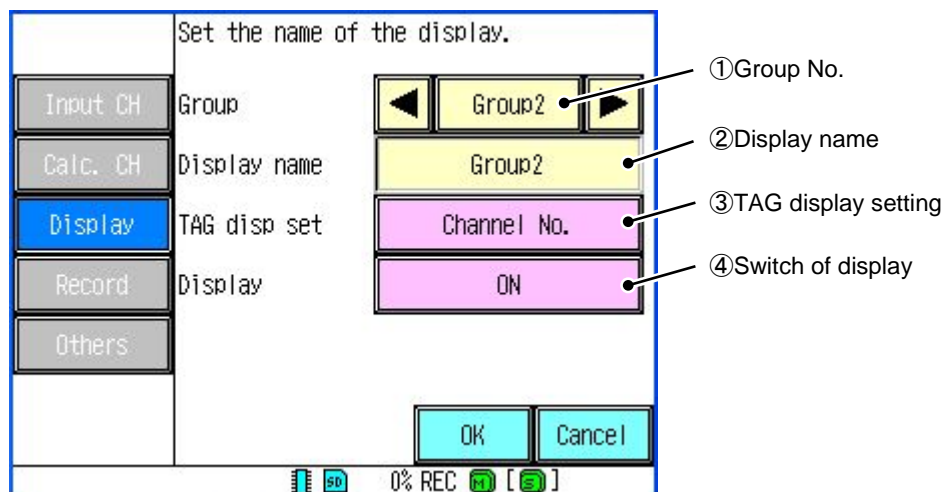 Set the name of the display.
Input CH
Group
Group2
①Group No.
Calc. CH
Display name
Group2
②Display name
Display
TAG disp set
Channel No.
③TAG display setting
Record
Display
ON
④Switch of display
Others
OK
Cancel
SD
0% REC M [S]